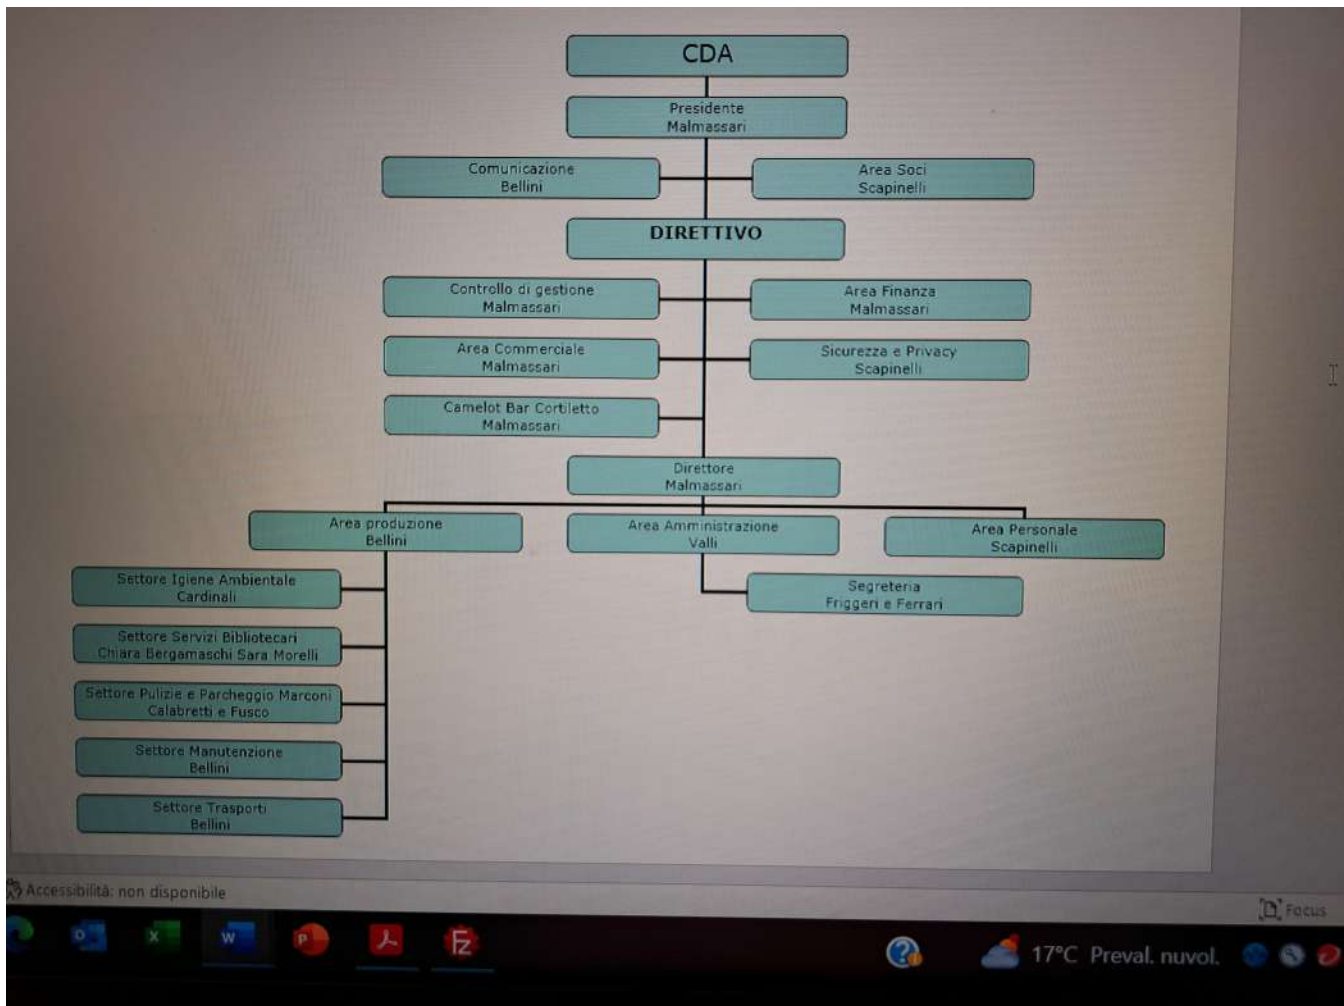 CDA
Presidente
Malmassari
Comunicazione
Bellini
Area Soci
Scapinelli
DIRETTIVO
Controllo di gestione
Malmassari
Area Finanza
Malmassari
Area Commerciale
Malmassari
Sicurezza e Privacy
Scapinelli
Camelot Bar Cortiletto
Malmassari
Direttore
Malmassari
Area produzione
Bellini
Area Amministrazione
Valli
Area Personale
Scapinelli
Settore Igiene Ambientale
Cardinali
Segreteria
Friggeri e Ferrari
Settore Servizi Bibliotecari
Chiara Bergamaschi Sara Morelli
Settore Pulizie e Parcheggio Marconi
Calabretti e Fusco
Settore Manutenzione
Bellini
Settore Trasporti
Bellini
Accessibilità: non disponibile
Focus
17°C Preval. nuvol.